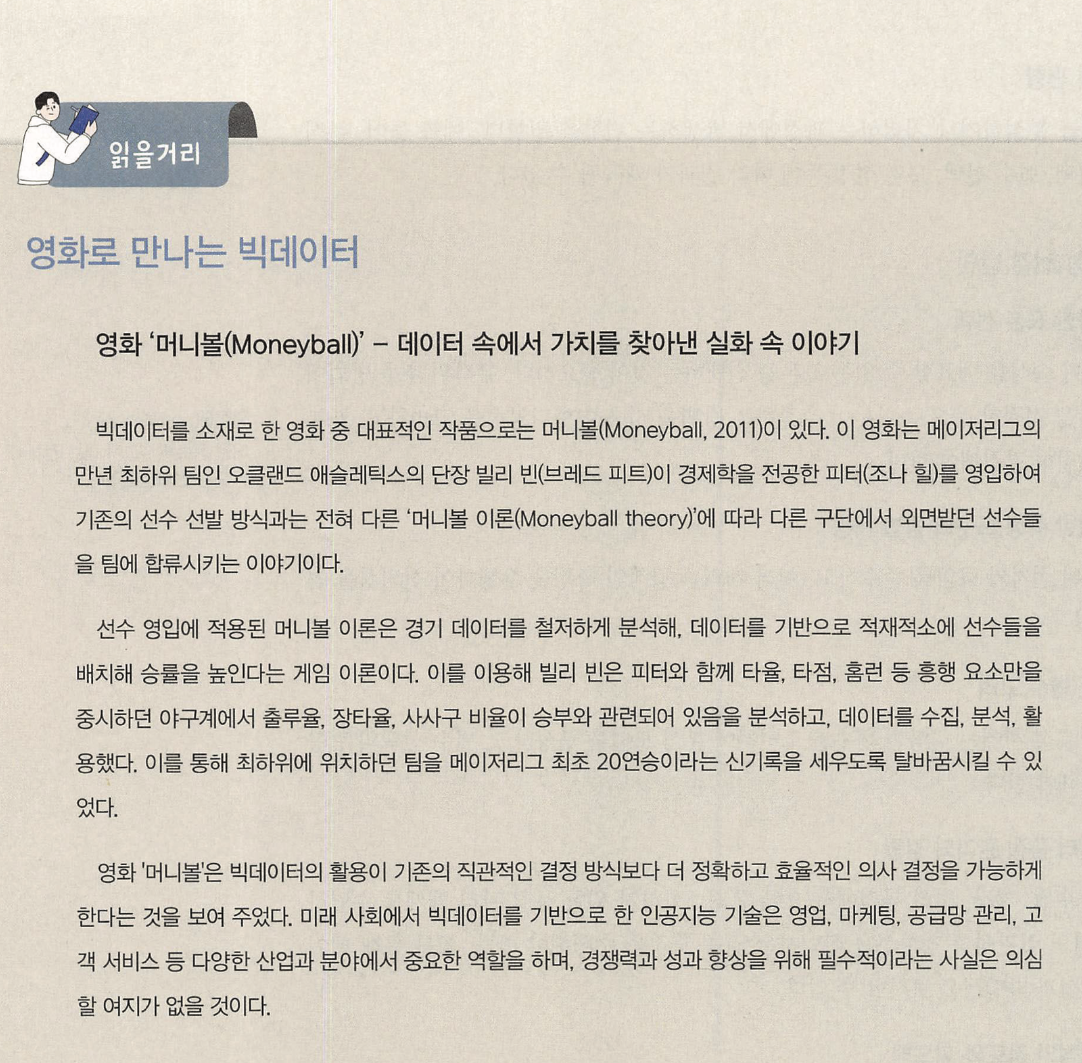 읽을거리
영화로 만나는 빅데이터
영화 ‘머니볼(Moneyball)’ – 데이터 속에서 가치를 찾아낸 실화 속 이야기
빅데이터를 소재로 한 영화 중 대표적인 작품으로는 머니볼(Moneyball, 2011)이 있다. 이 영화는 메이저리그의
만년 최하위 팀인 오클랜드 애슬레틱스의 단장 빌리 빈(브레드 피트)이 경제학을 전공한 피터(조나 힐)를 영입하여
기존의 선수 선발 방식과는 전혀 다른 ‘머니볼 이론(Moneyball theory)’에 따라 다른 구단에서 외면받던 선수들
을 팀에 합류시키는 이야기이다.
선수 영입에 적용된 머니볼 이론은 경기 데이터를 철저하게 분석해, 데이터를 기반으로 적재적소에 선수들을
배치해 승률을 높인다는 게임 이론이다. 이를 이용해 빌리 빈은 피터와 함께 타율, 타점, 홈런 등 흥행 요소만을
중시하던 야구계에서 출루율, 장타율, 사사구 비율이 승부와 관련되어 있음을 분석하고, 데이터를 수집, 분석, 활
용했다. 이를 통해 최하위에 위치하던 팀을 메이저리그 최초 20연승이라는 신기록을 세우도록 탈바꿈시킬 수 있
었다.
영화 '머니볼'은 빅데이터의 활용이 기존의 직관적인 결정 방식보다 더 정확하고 효율적인 의사 결정을 가능하게
한다는 것을 보여 주었다. 미래 사회에서 빅데이터를 기반으로 한 인공지능 기술은 영업, 마케팅, 공급망 관리, 고
객 서비스 등 다양한 산업과 분야에서 중요한 역할을 하며, 경쟁력과 성과 향상을 위해 필수적이라는 사실은 의심
할 여지가 없을 것이다.